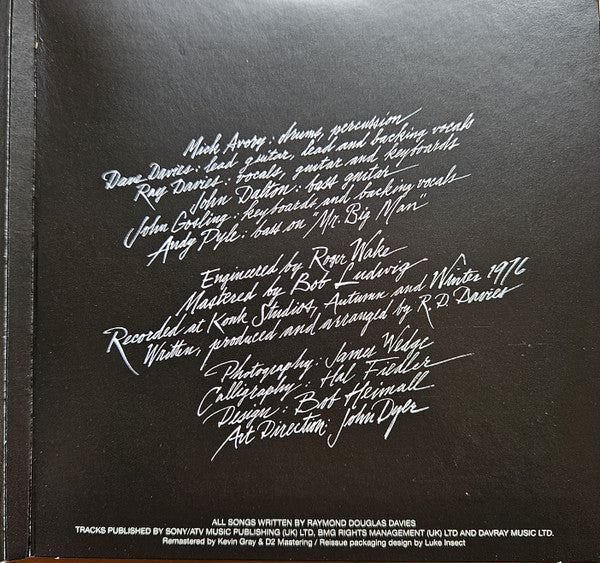 Mick Avory: drums, percussion
Dave Davies: lead guitar, lead and backing vocals
Ray Davies: vocals, guitar and keyboards
John Dalton: bass guitar
John Gosling: keyboards and backing vocals
Andy Pyle: bass on "Mr. Big Man"
Engineered by Roger Wake
Mastered by Bob Ludwig
Recorded at Konk Studios, Autumn and Winter 1976
Written, produced and arranged by R. D. Davies
Photography: James Wedge
Calligraphy: Hal Fiedler
Design: Bob Heimall
Art Direction: John Dyer
ALL SONGS WRITTEN BY RAYMOND DOUGLAS DAVIES
TRACKS PUBLISHED BY SONY/ATV MUSIC PUBLISHING (UK) LTD, BMG RIGHTS MANAGEMENT (UK) LTD AND DAVRAY MUSIC LTD.
Remastered by Kevin Gray & D2 Mastering / Reissue packaging design by Luke Insect